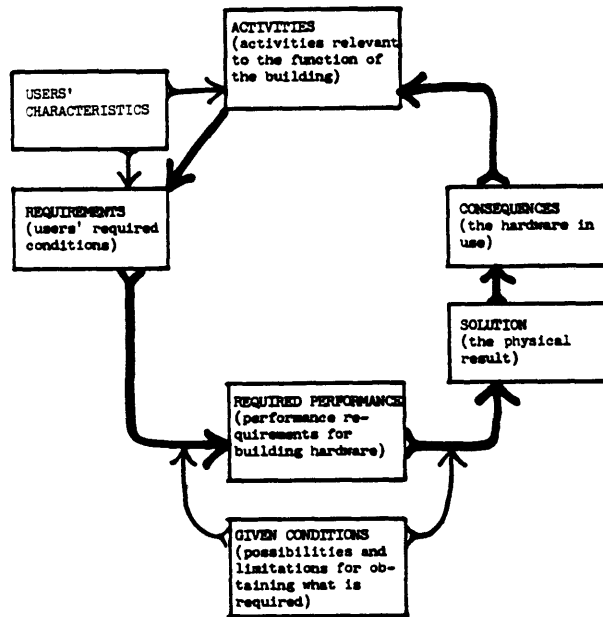 ACTIVITIES
(activities relevant
to the function of
the building)
USERS'
CHARACTERISTICS
REQUIREMENTS
(users' required
conditions)
CONSEQUENCES
(the hardware in
use)
SOLUTION
(the physical
result)
REQUIRED PERFORMANCE
(performance re-
quirements for
building hardware)
GIVEN CONDITIONS
(possibilities and
limitations for ob-
taining what is
required)